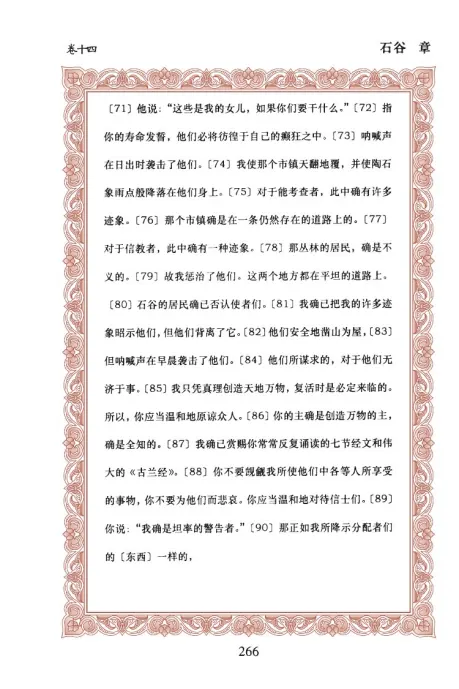 卷十四
石谷 章
〔71〕他说：“这些是我的女儿，如果你们要干什么。”〔72〕指
你的寿命发誓，他们必将彷徨于自己的癫狂之中。〔73〕呐喊声
在日出时袭击了他们。〔74〕我使那个市镇天翻地覆，并使陶石
象雨点般降落在他们身上。〔75〕对于能考查者，此中确有许多
迹象。〔76〕那个市镇确是在一条仍然存在的道路上的。〔77〕
对于信教者，此中确有一种迹象。〔78〕那丛林的居民，确是不
义的。〔79〕故我惩治了他们。这两个地方都在平坦的道路上。
〔80〕石谷的居民确已否认使者们。〔81〕我确已把我的许多迹
象昭示他们，但他们背离了它。〔82〕他们安全地凿山为屋，〔83〕
但呐喊声在早晨袭击了他们。〔84〕他们所谋求的，对于他们无
济于事。〔85〕我只凭真理创造天地万物，复活时是必定来临的。
所以，你应当温和地原谅众人。〔86〕你的主确是创造万物的主，
确是全知的。〔87〕我确已赏赐你常常反复诵读的七节经文和伟
大的《古兰经》。〔88〕你不要觊觎我所使他们中各等人所享受
的事物，你不要为他们而悲哀。你应当温和地对待信士们。〔89〕
你说：“我确是坦率的警告者。”〔90〕那正如我所降示分配者们
的〔东西〕一样的，
266